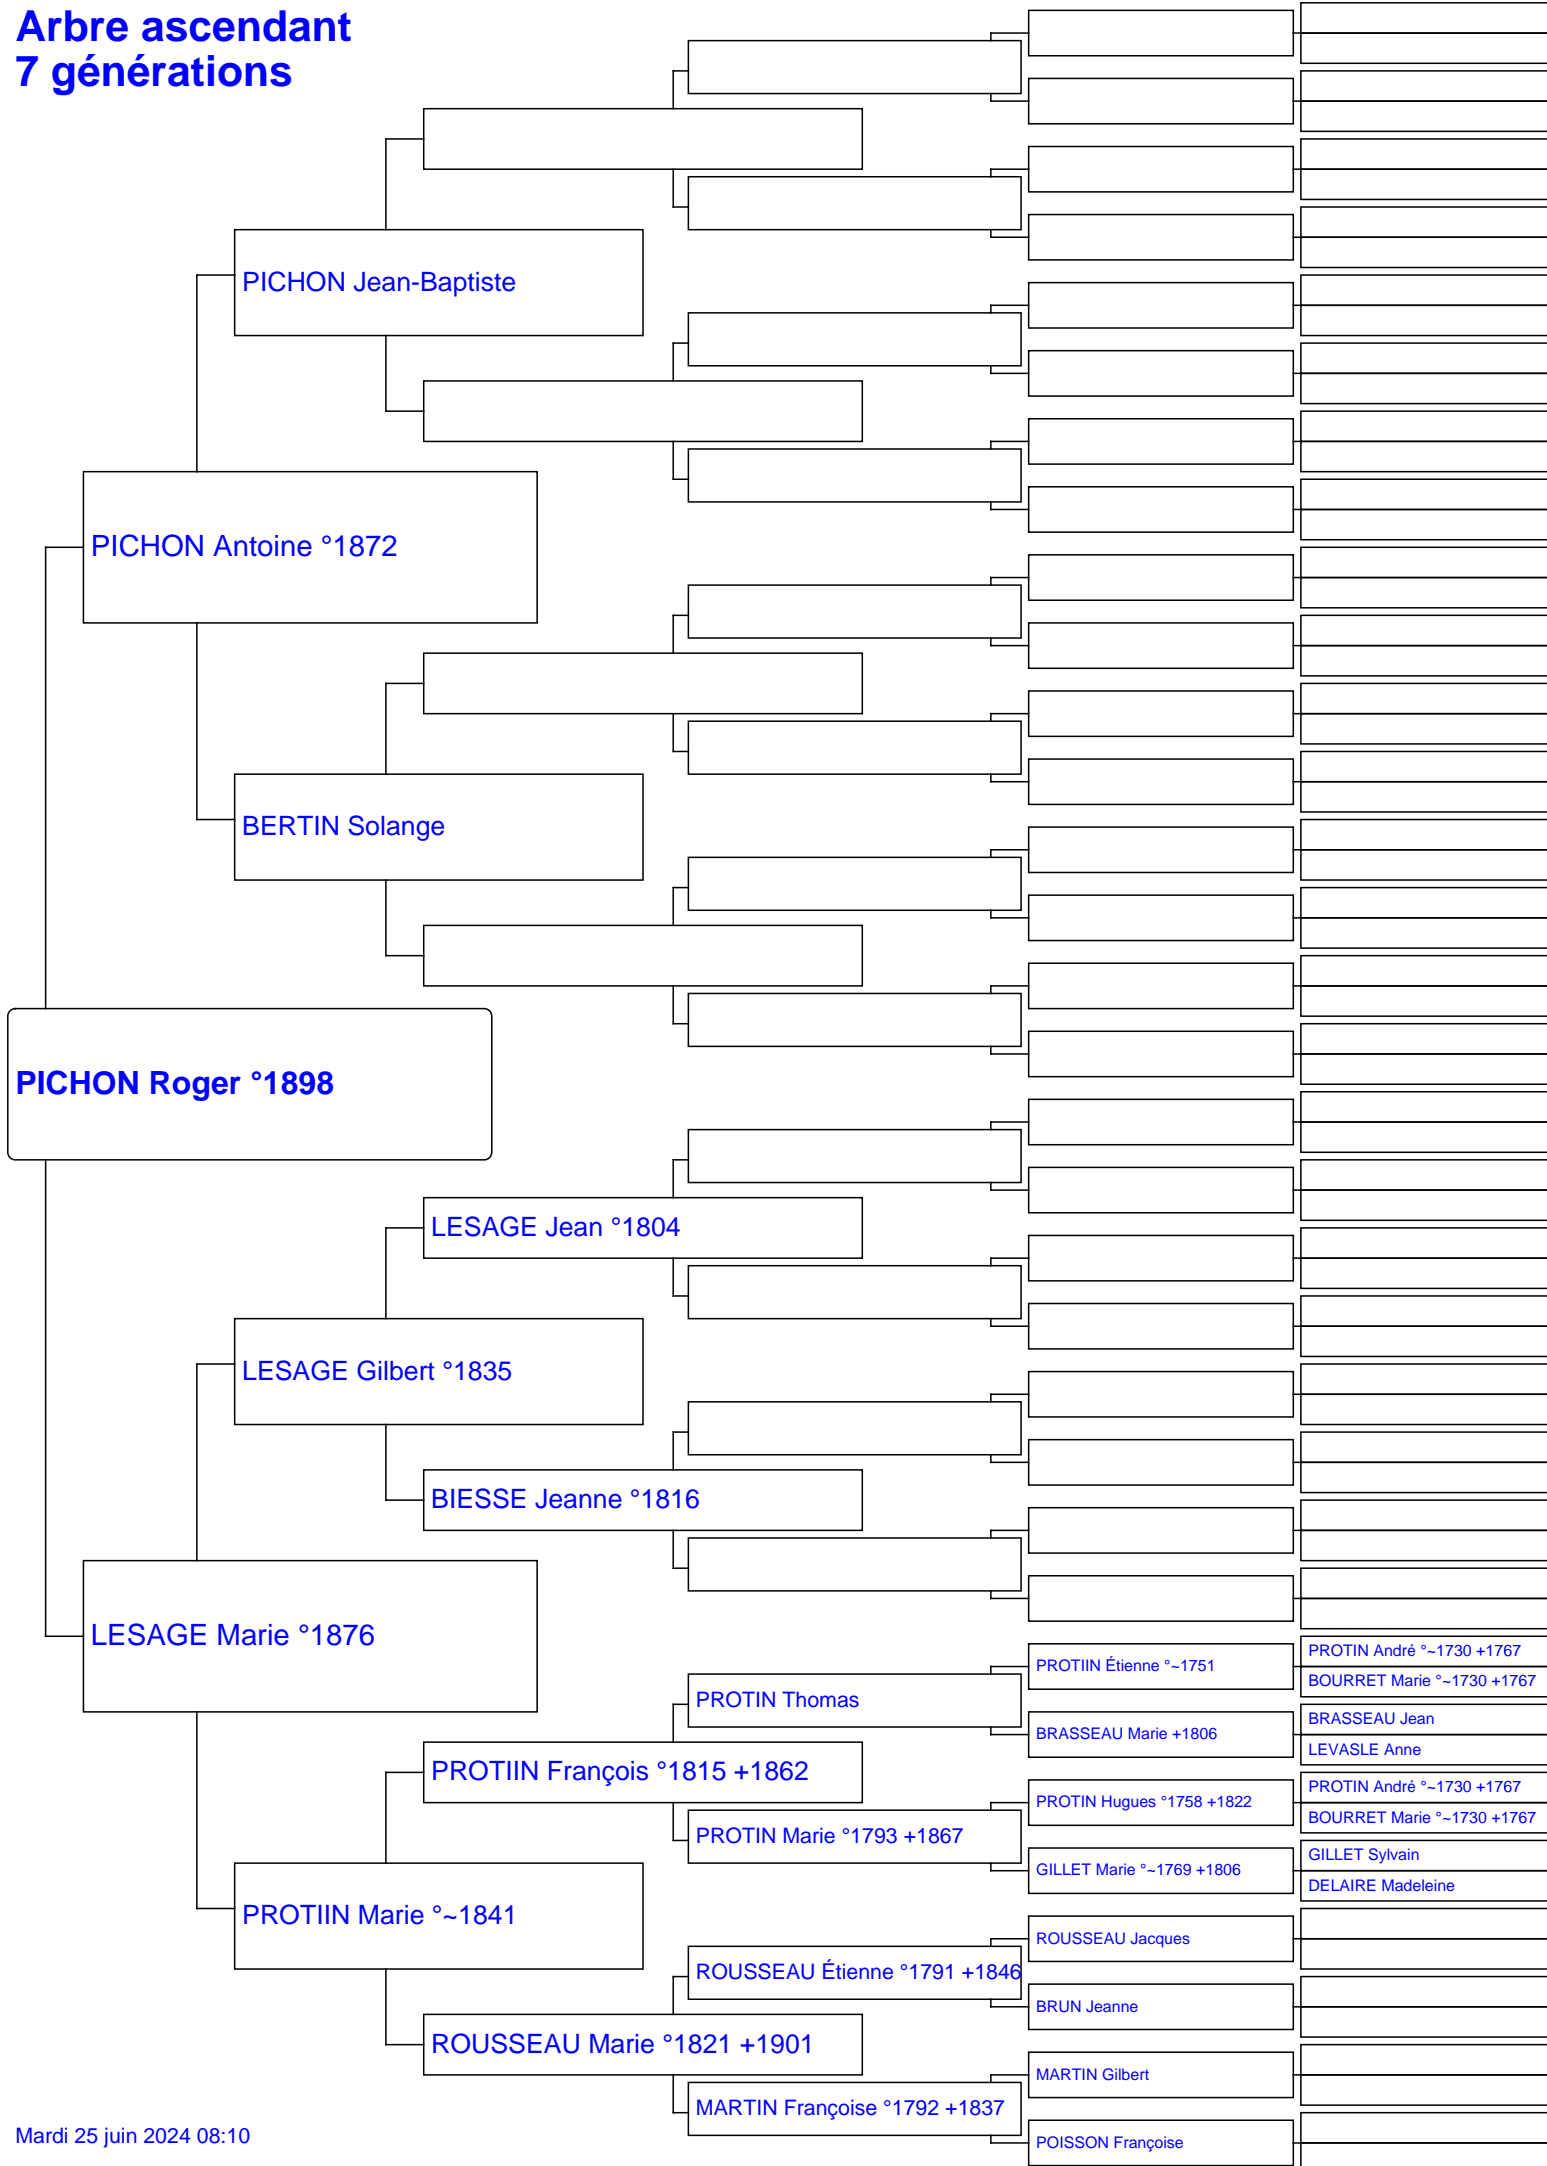 Arbre ascendant
7 générations
PICHON Jean-Baptiste
PICHON Antoine °1872
BERTIN Solange
PICHON Roger °1898
LESAGE Jean °1804
LESAGE Gilbert °1835
BIESSE Jeanne °1816
LESAGE Marie °1876
PROTIN André °~1730 +1767
PROTIIN Étienne °~1751
BOURRET Marie °~1730 +1767
PROTIN Thomas
BRASSEAU Jean
BRASSEAU Marie +1806
LEVASLE Anne
PROTIIN François °1815 +1862
PROTIN André °~1730 +1767
PROTIN Hugues °1758 +1822
BOURRET Marie °~1730 +1767
PROTIN Marie °1793 +1867
GILLET Sylvain
GILLET Marie °~1769 +1806
DELAIRE Madeleine
PROTIIN Marie °~1841
ROUSSEAU Jacques
ROUSSEAU Étienne °1791 +1846
BRUN Jeanne
ROUSSEAU Marie °1821 +1901
MARTIN Gilbert
MARTIN Françoise °1792 +1837
POISSON Françoise
Mardi 25 juin 2024 08:10